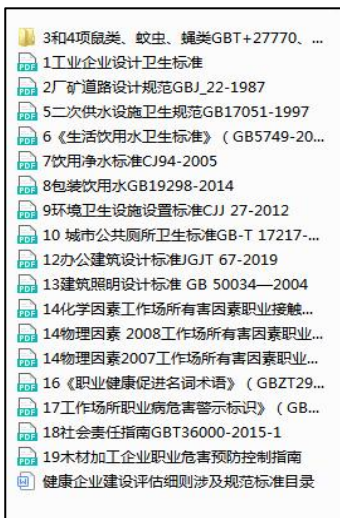 3和4项鼠类、蚊虫、蝇类GBT+27770、...
1工业企业设计卫生标准
2厂矿道路设计规范GBJ_22-1987
5二次供水设施卫生规范GB17051-1997
6《生活饮用水卫生标准》（GB5749-20...
7饮用净水标准CJ94-2005
8包装饮用水GB19298-2014
9环境卫生设施设置标准CJJ 27-2012
10 城市公共厕所卫生标准GB-T 17217-...
12办公建筑设计标准JGJT 67-2019
13建筑照明设计标准 GB 50034—2004
14化学因素工作场所有害因素职业接触...
14物理因素 2008工作场所有害因素职业...
14物理因素2007工作场所有害因素职业...
16《职业健康促进名词术语》（GBZT29...
17工作场所职业病危害警示标识》（GB...
18社会责任指南GBT36000-2015-1
19木材加工企业职业危害预防控制指南
健康企业建设评估细则涉及规范标准目录